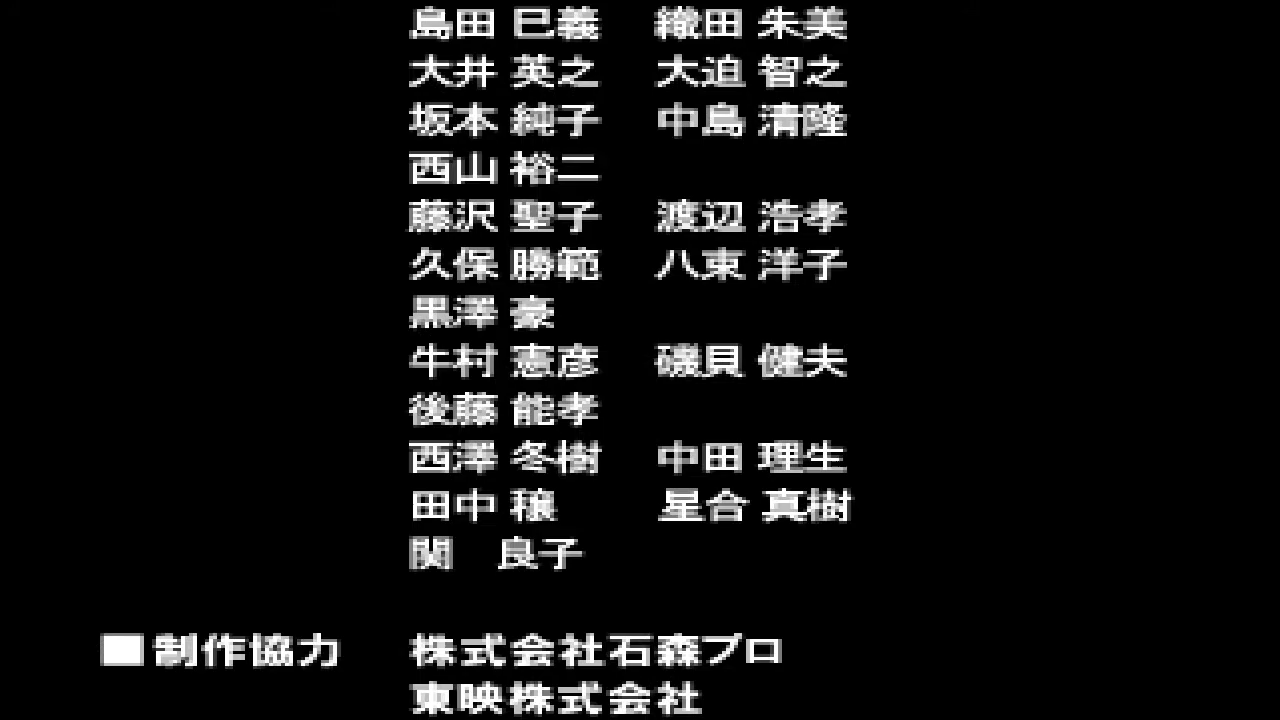 島田 巳義 織田 朱美
大井 英之 大迫 智之
坂本 純子 中島 清隆
西山 裕二
藤沢 聖子 渡辺 浩孝
久保 勝範 八束 洋子
黒澤 豪
牛村 憲彦 磯貝 健夫
後藤 能孝
西澤 冬樹 中田 理生
田中 穣 星合 真樹
関 良子
■制作協力 株式会社石森プロ
東映株式会社